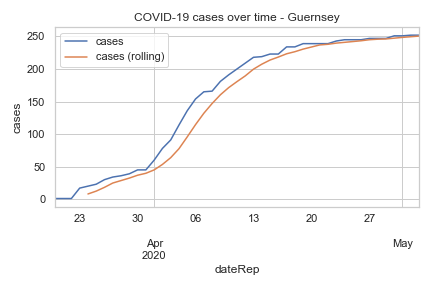 COVID-19 cases over time - Guernsey
cases
cases (rolling)
cases
250
200
150
100
50
0
23 30 06 13 20 27
Apr May
2020
dateRep